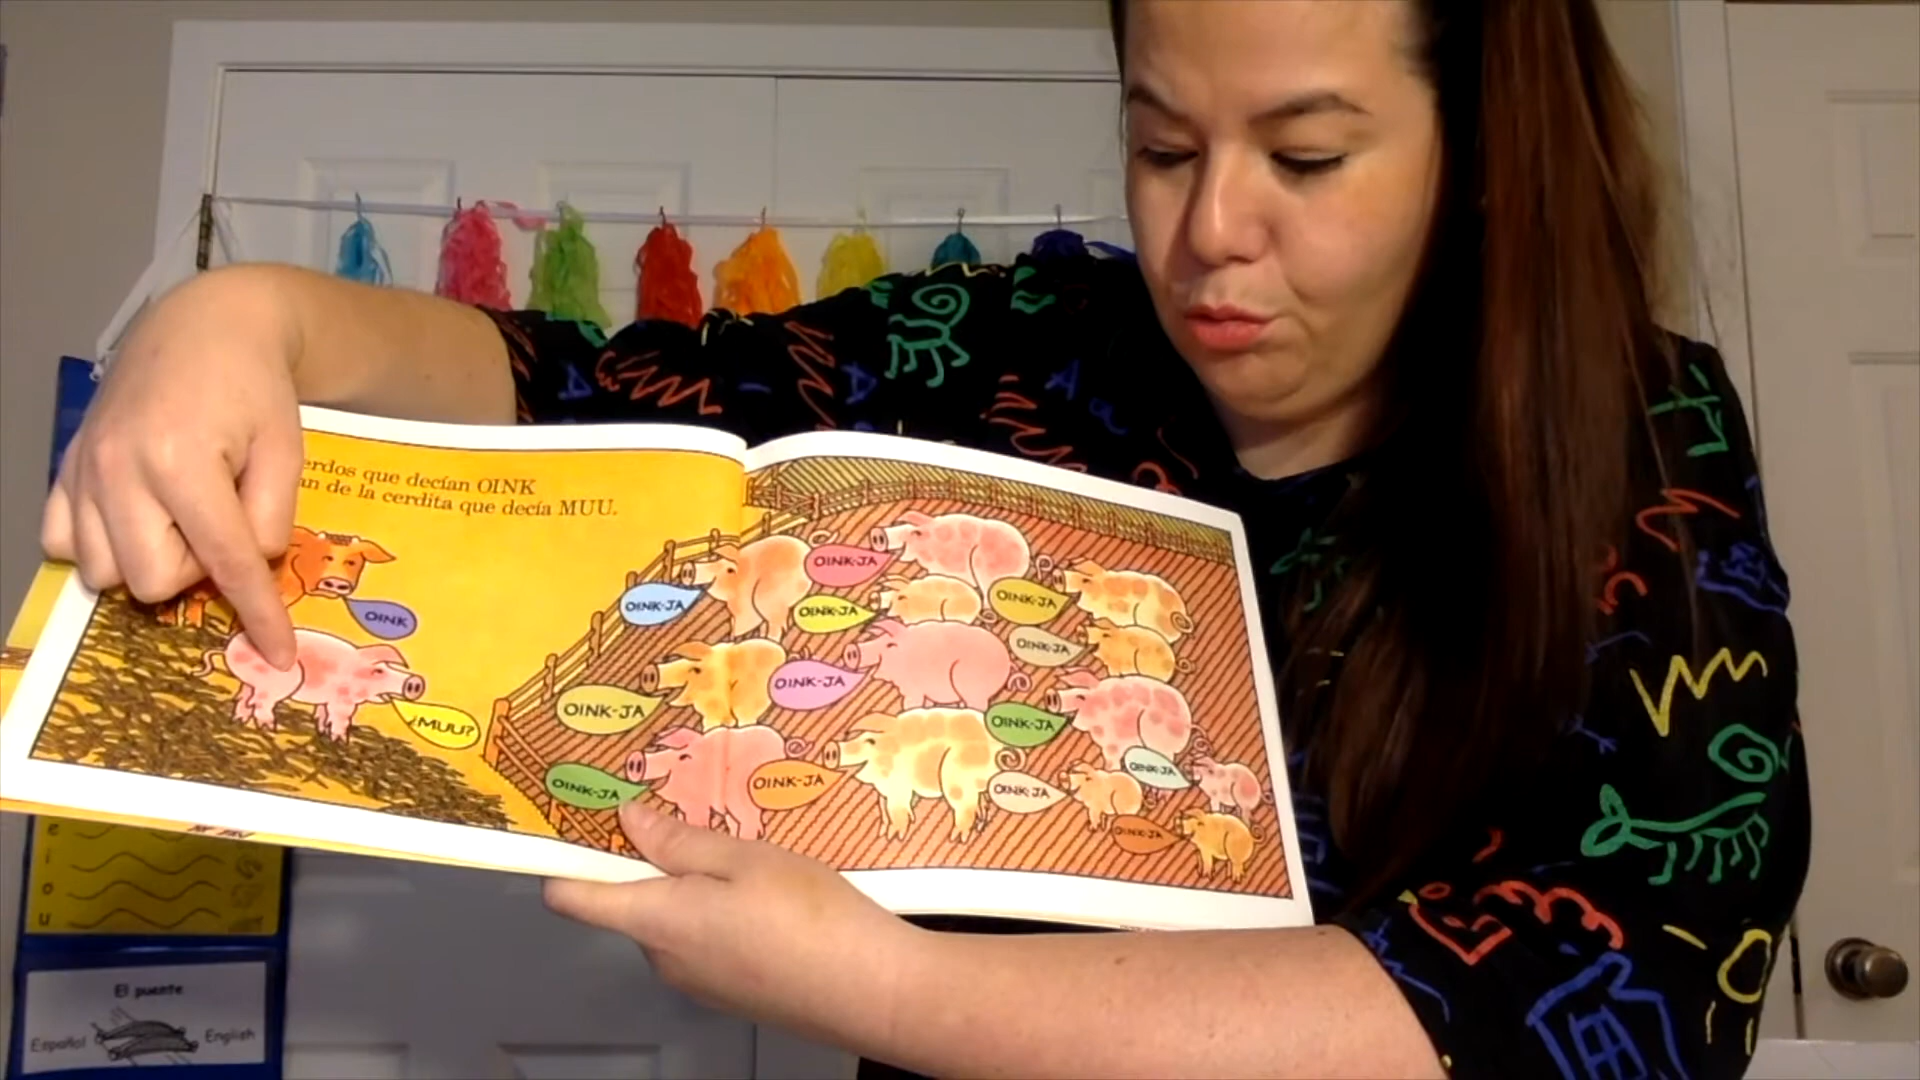 erdos que decían OINK
an de la cerdita que decía MUU.
OINK
¿MUU?
OINK-JA
OINK-JA
OINK-JA
OINK-JA
OINK-JA
OINK-JA
OINK-JA
OINK-JA
OINK-JA
OINK-JA
OINK-JA
OINK-JA
OINK-JA
e
i
o
u
El puente
Español English